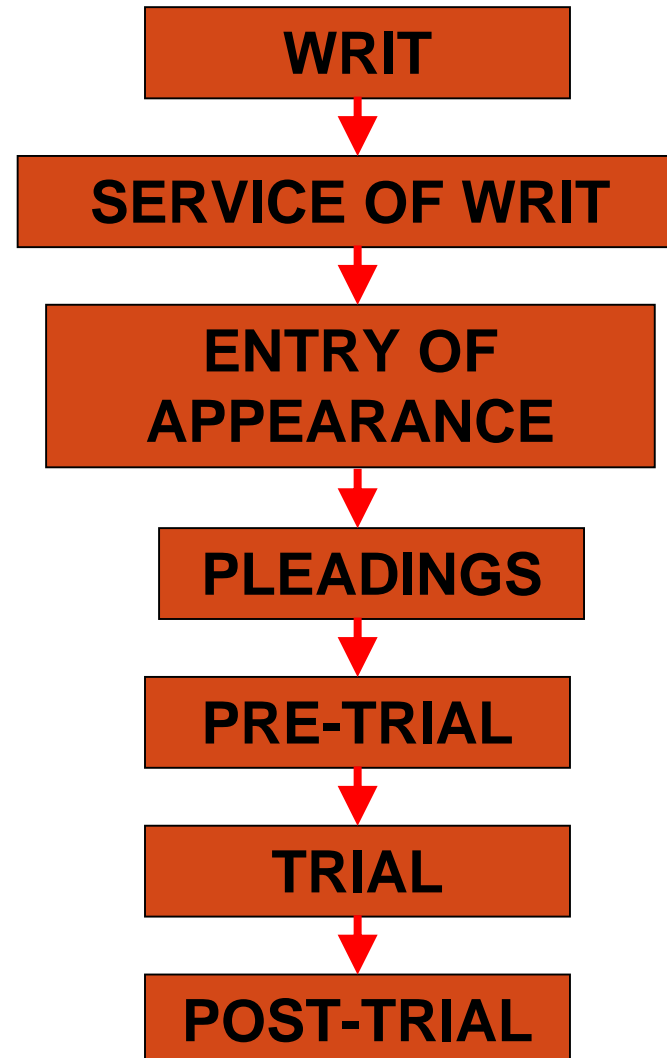 WRIT
SERVICE OF WRIT
ENTRY OF
APPEARANCE
PLEADINGS
PRE-TRIAL
TRIAL
POST-TRIAL